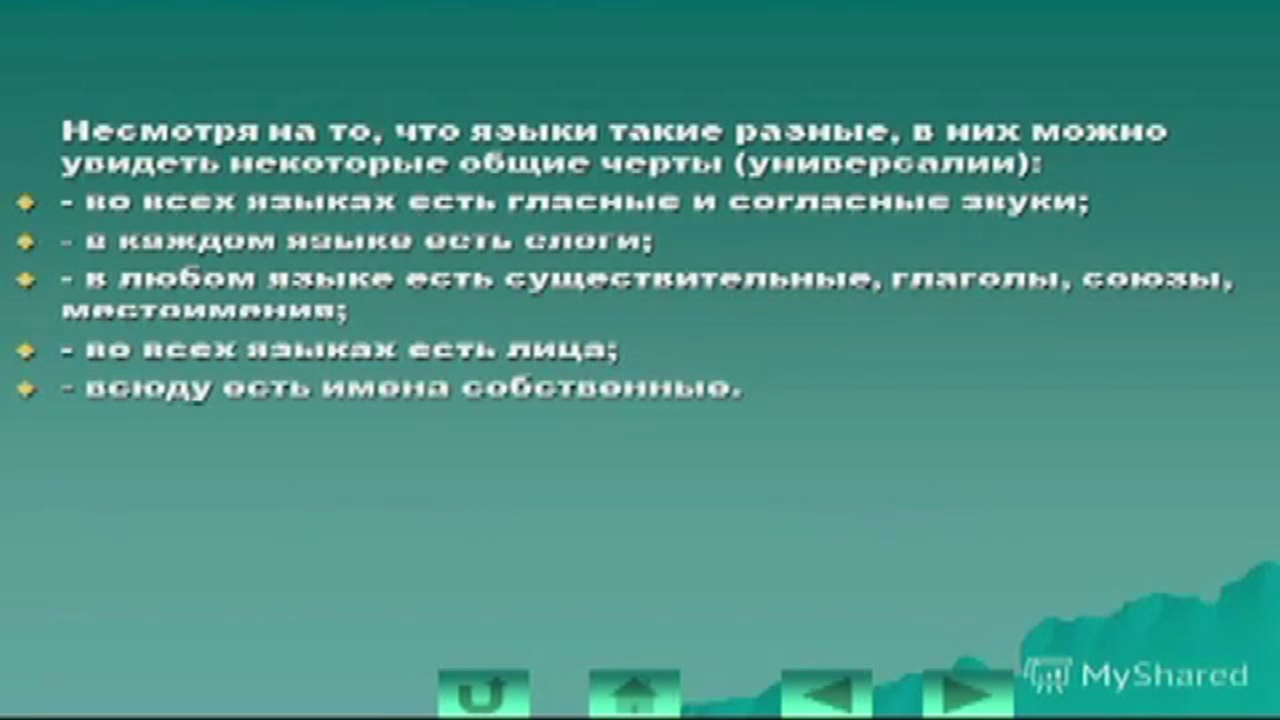 Несмотря на то, что языки такие разные, в них можно
увидеть некоторые общие черты (универсалии):
- во всех языках есть гласные и согласные звуки;
- в каждом языке есть слоги;
- в любом языке есть существительные, глаголы, союзы,
местоимения;
- во всех языках есть лица;
- всюду есть имена собственные.
MyShared